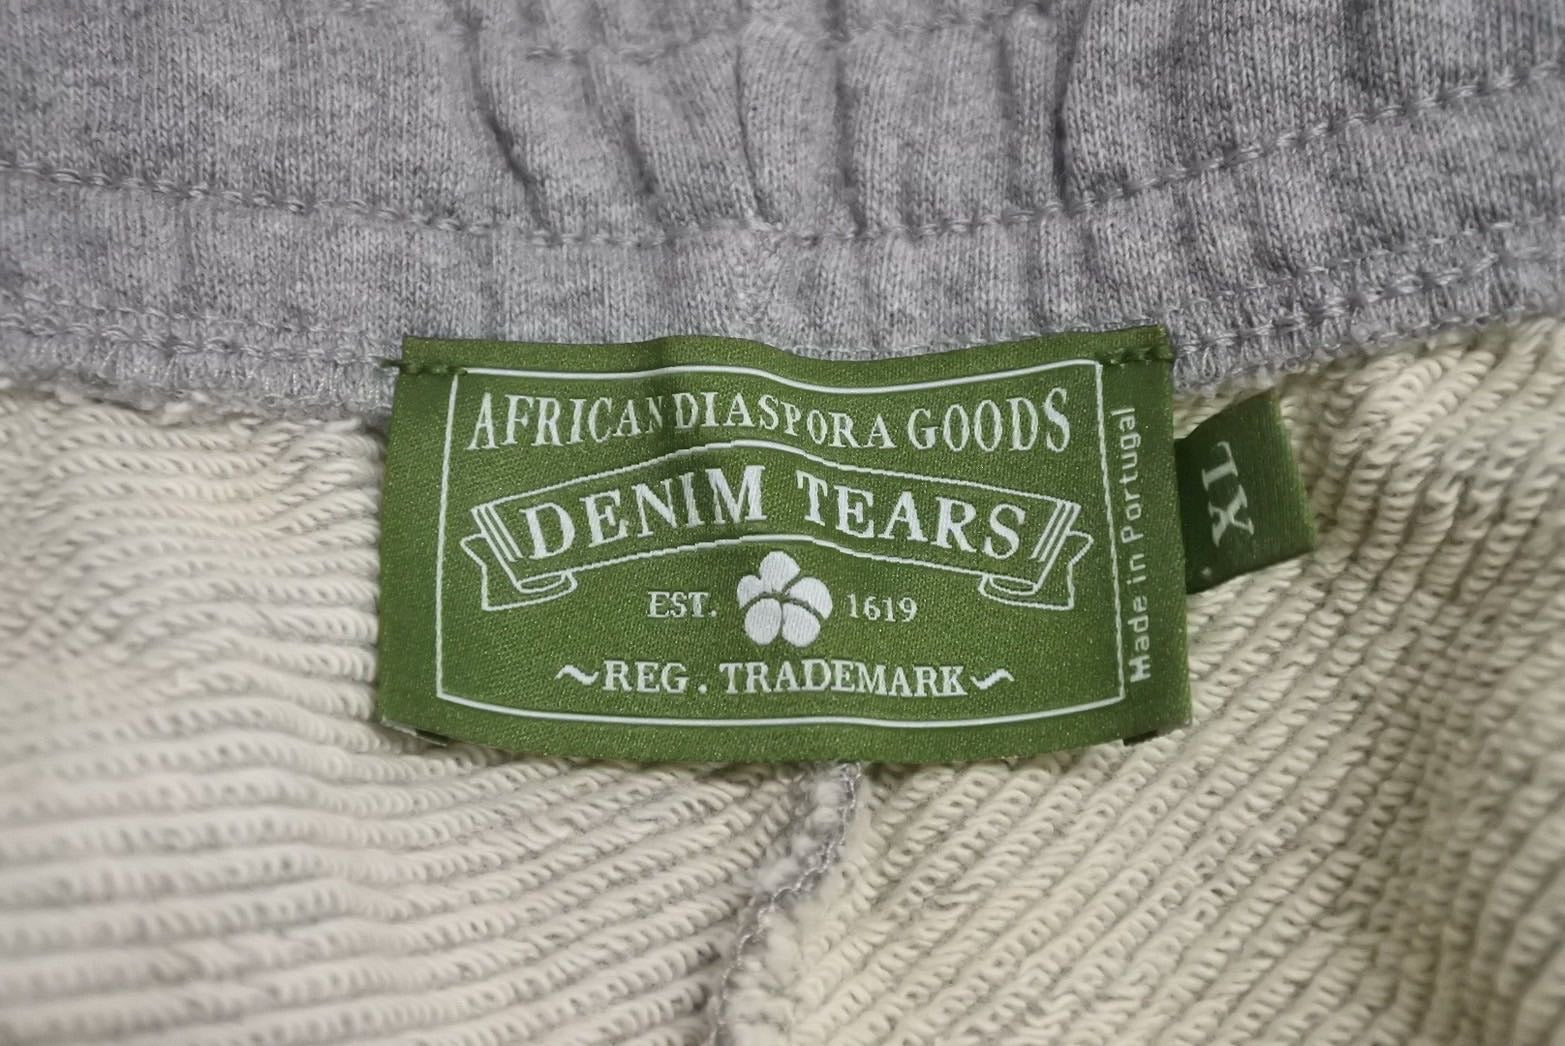 AFRICAN DIASPORA GOODS
DENIM TEARS
EST. 1619
~REG. TRADEMARK~
Made in Portugal
XL